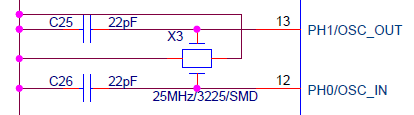 C25 22pF 13 PH1/OSC_OUT
X3
C26 22pF 12 PH0/OSC_IN
25MHz/3225/SMD